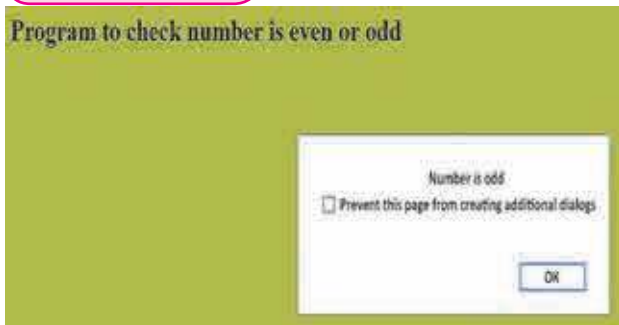 Program to check number is even or odd
Number is odd
Prevent this page from creating additional dialogs
OK